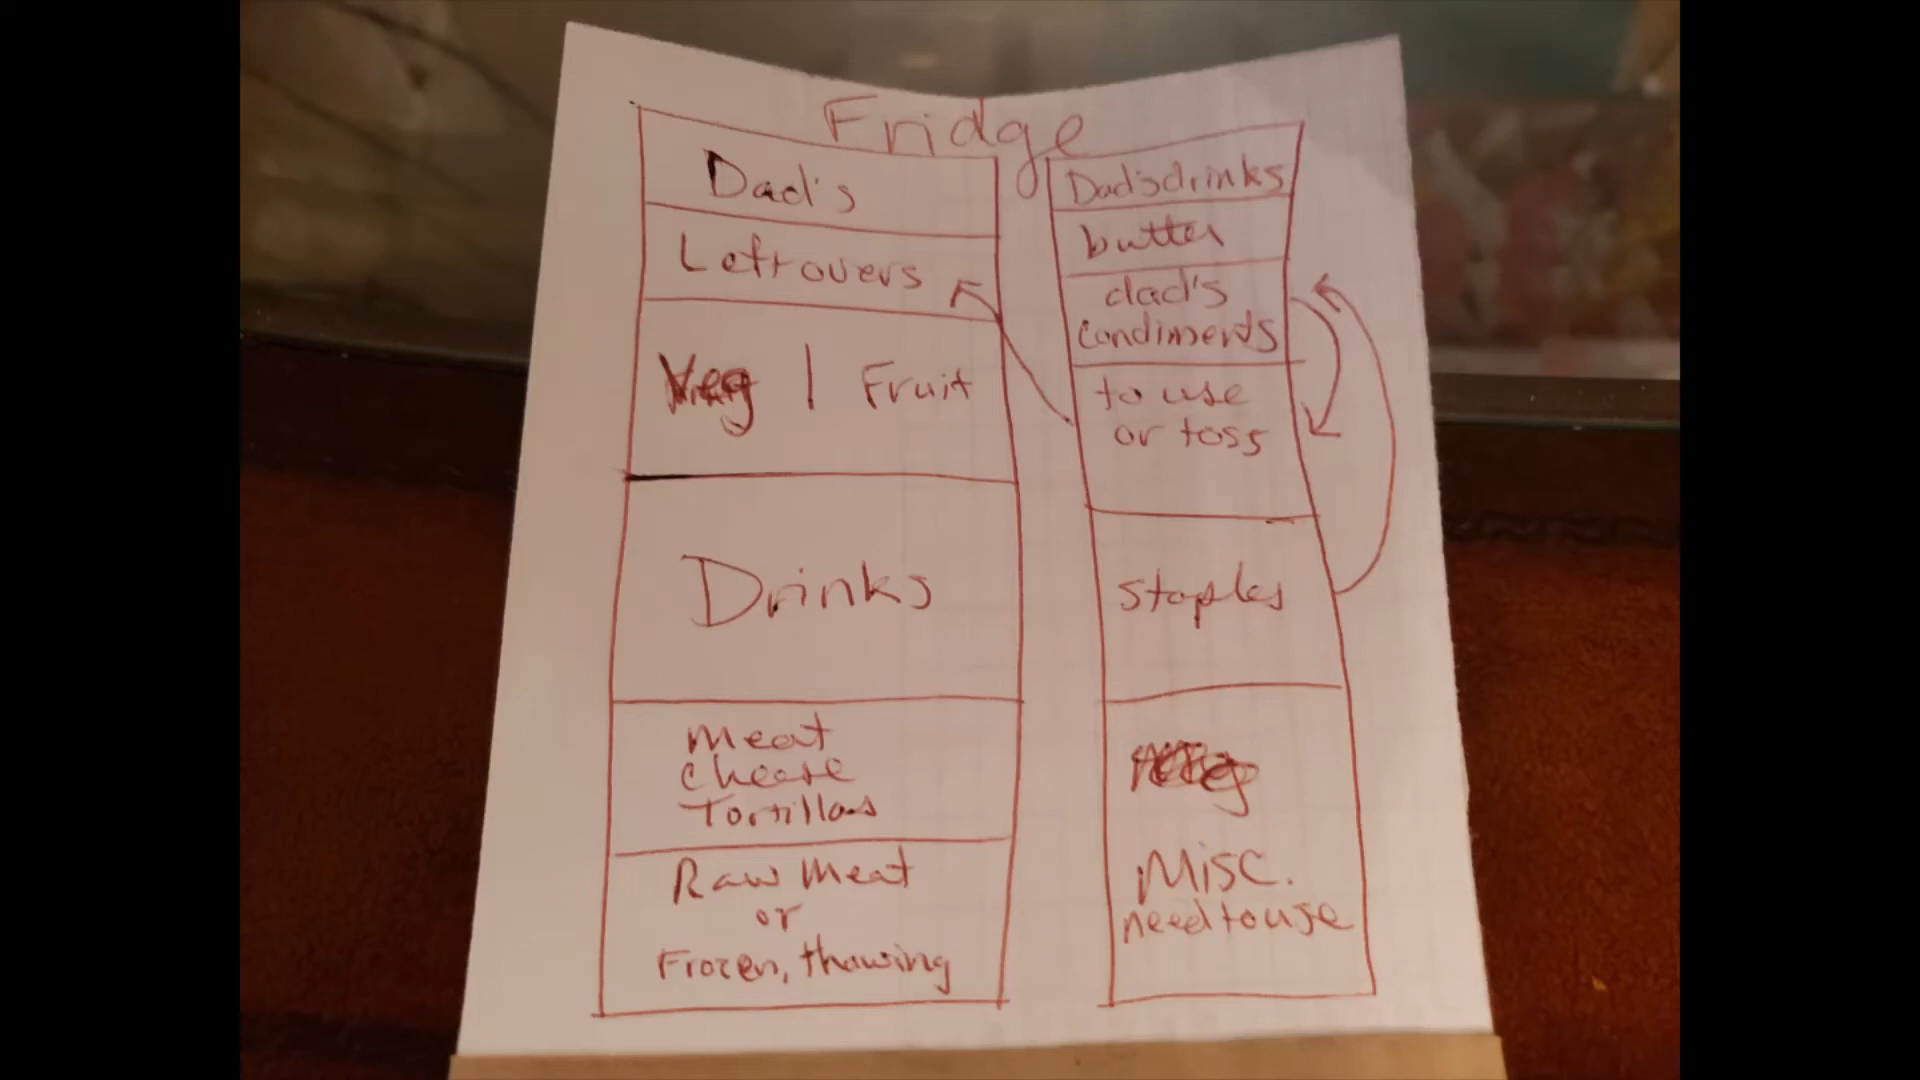 Fridge
Dad's
Leftovers
Veg | Fruit
Drinks
Meat
Cheese
Tortillas
Raw Meat
or
Frozen, thawing
Dad's drinks
butter
dad's
condiments
to use
or toss
staples
Misc.
need to use